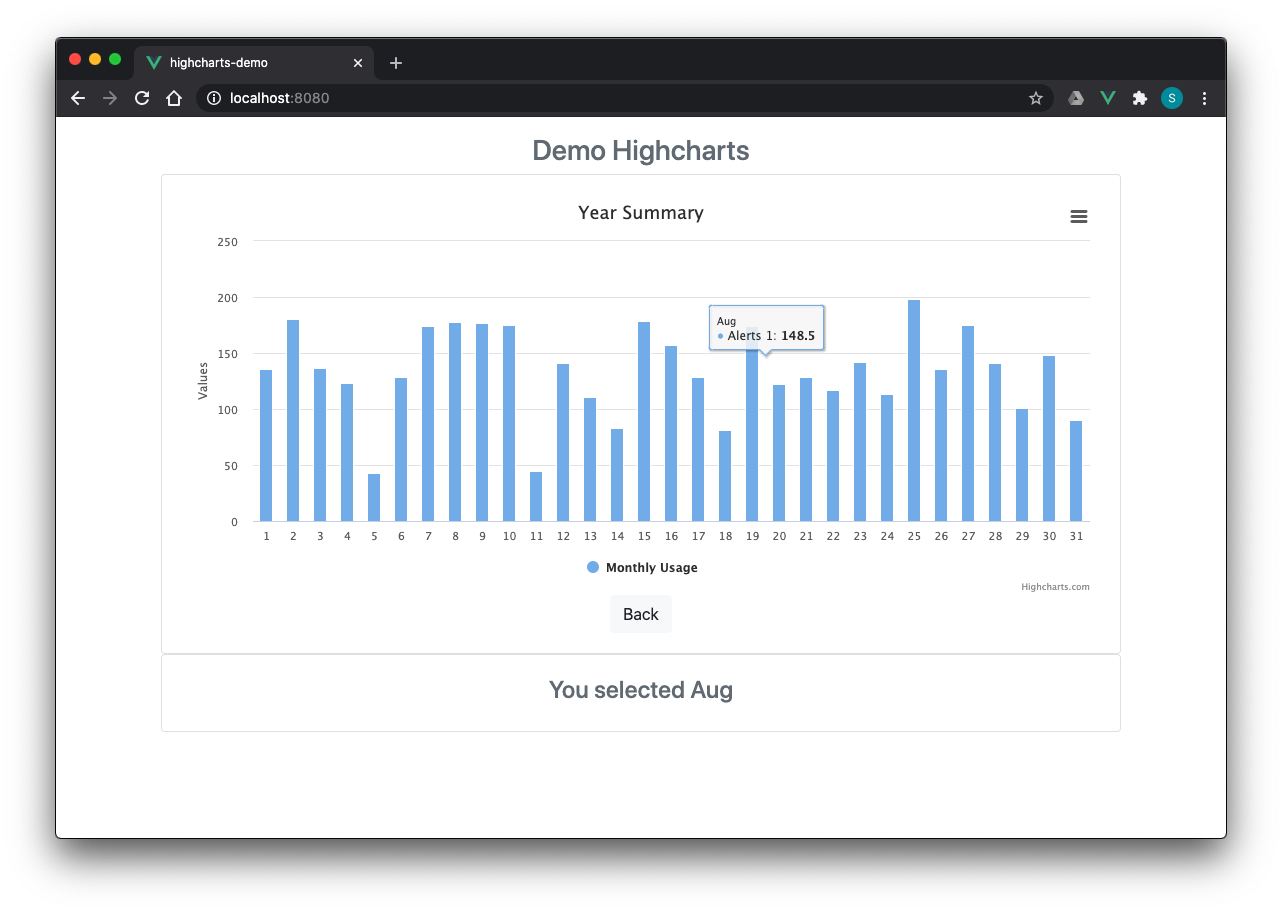 highcharts-demo
localhost:8080
S
Demo Highcharts
Year Summary
250
200
150
100
50
0
Values
Aug
● Alerts 1: 148.5
1 2 3 4 5 6 7 8 9 10 11 12 13 14 15 16 17 18 19 20 21 22 23 24 25 26 27 28 29 30 31
Monthly Usage
Highcharts.com
Back
You selected Aug